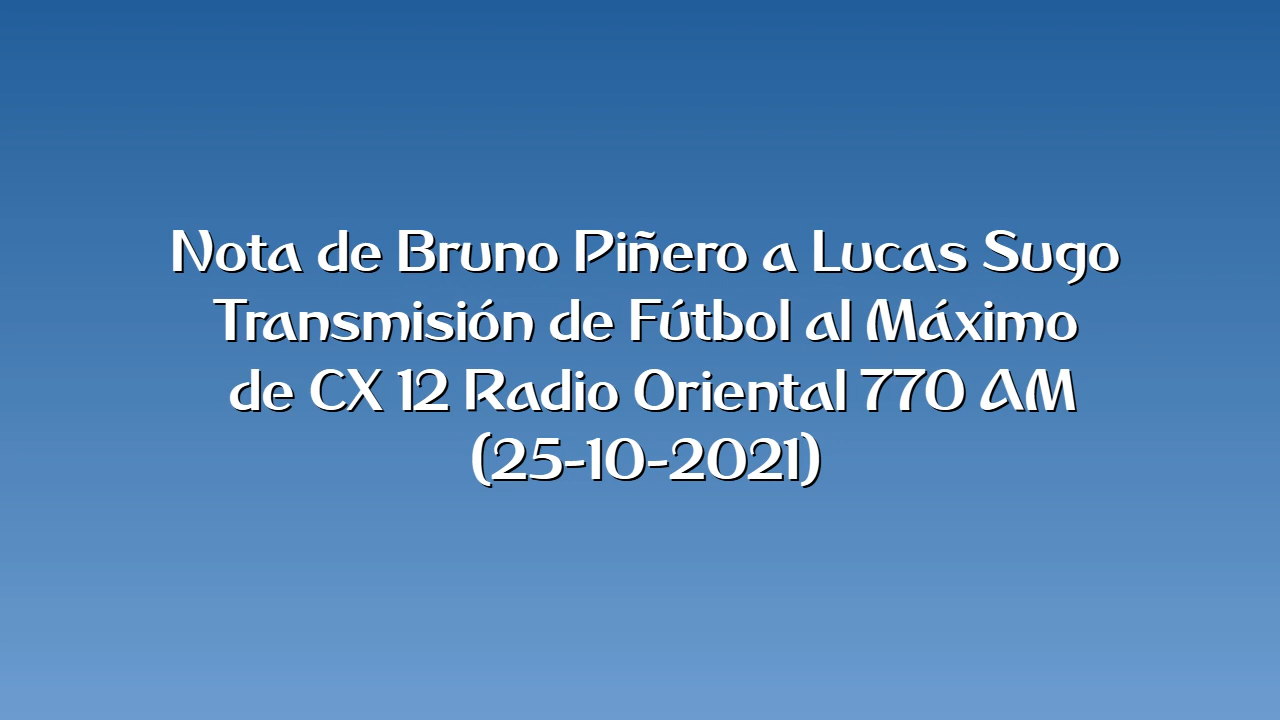 Nota de Bruno Piñero a Lucas Sugo
Transmisión de Fútbol al Máximo
de CX 12 Radio Oriental 770 AM
(25-10-2021)